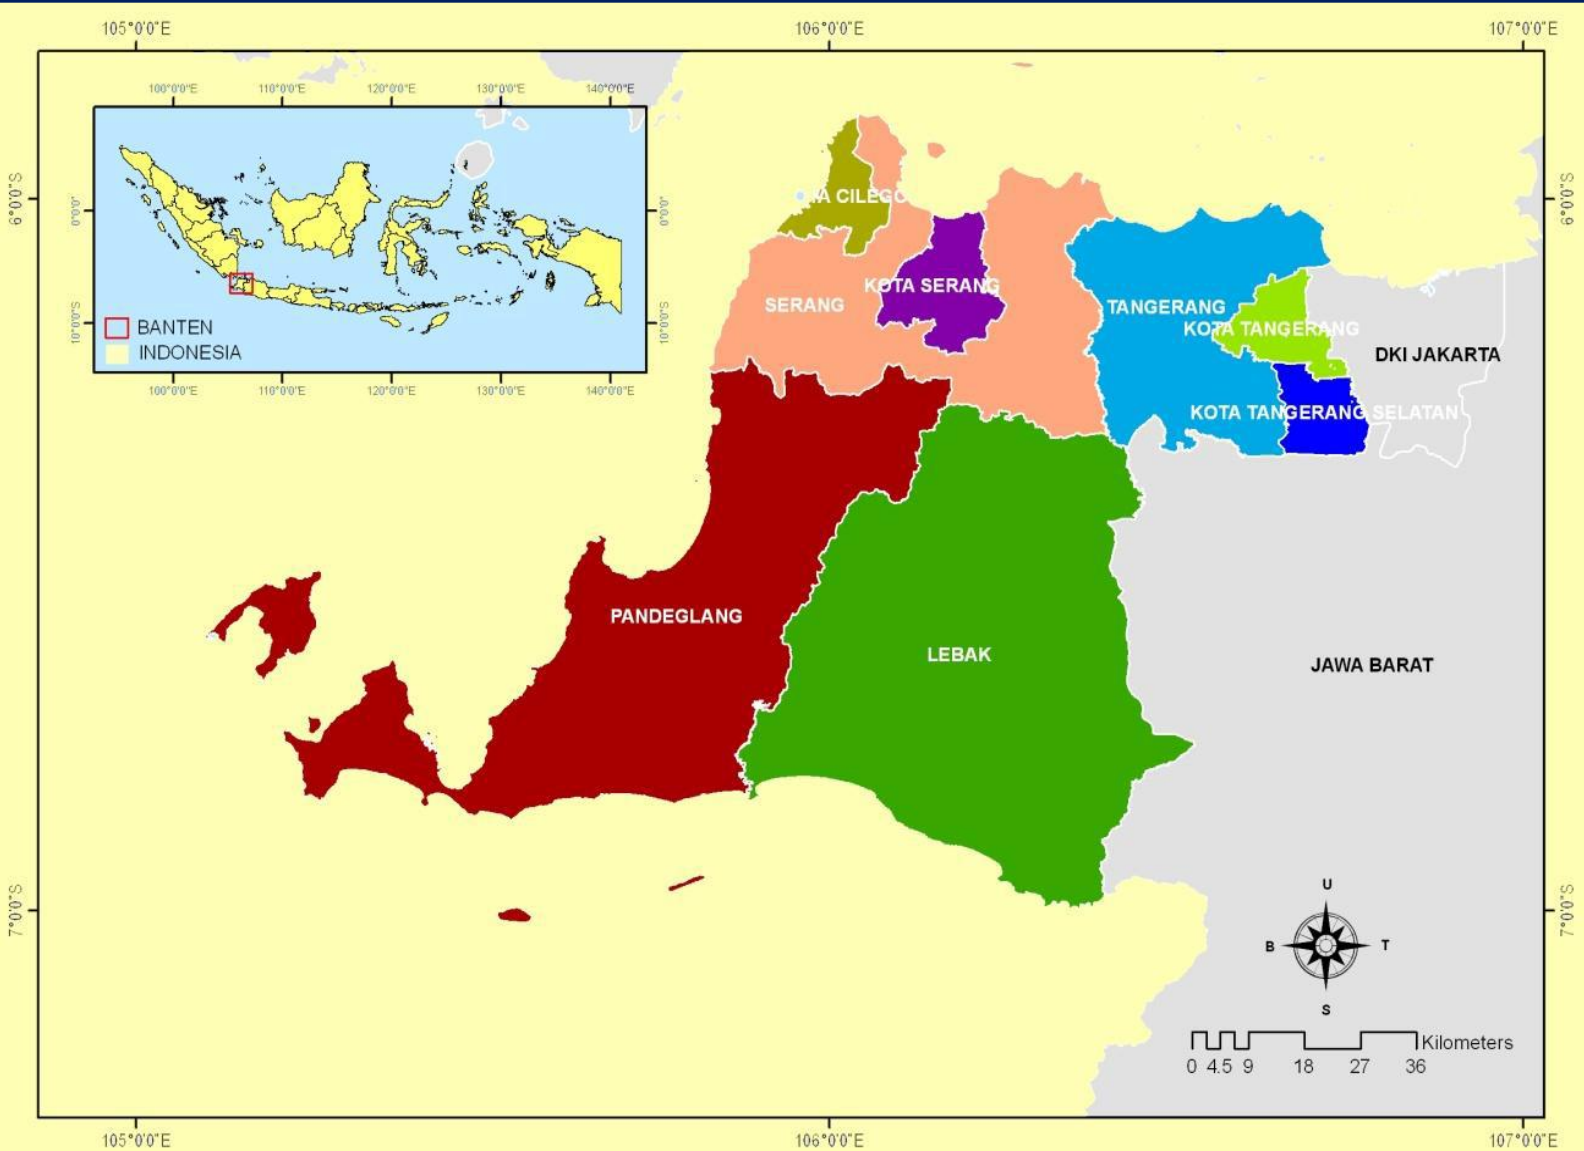 105°0'0"E 106°0'0"E 107°0'0"E
100°0'0"E 110°0'0"E 120°0'0"E 130°0'0"E 140°0'0"E
6°0'0"S 6°0'0"S
0°0'0" 0°0'0"
10°0'0"S 10°0'0"S
BANTEN
INDONESIA
100°0'0"E 110°0'0"E 120°0'0"E 130°0'0"E 140°0'0"E
A CILEGO
KOTA SERANG
SERANG
TANGERANG
KOTA TANGERANG
DKI JAKARTA
KOTA TANGERANG SELATAN
PANDEGLANG
LEBAK
JAWA BARAT
7°0'0"S 7°0'0"S
U
B T
S
Kilometers
0 4.5 9 18 27 36
105°0'0"E 106°0'0"E 107°0'0"E